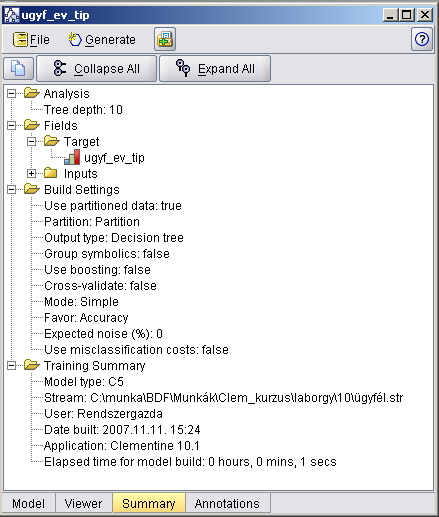 ugyf_ev_tip
File Generate
Collapse All Expand All
Analysis
Tree depth: 10
Fields
Target
ugyf_ev_tip
Inputs
Build Settings
Use partitioned data: true
Partition: Partition
Output type: Decision tree
Group symbolics: false
Use boosting: false
Cross-validate: false
Mode: Simple
Favor: Accuracy
Expected noise (%): 0
Use misclassification costs: false
Training Summary
Model type: C5
Stream: C:\munka\BDF\Munkák\Clem_kurzus\laborgy\10\ügyfél.str
User: Rendszergazda
Date built: 2007.11.11. 15:24
Application: Clementine 10.1
Elapsed time for model build: 0 hours, 0 mins, 1 secs
Model Viewer Summary Annotations